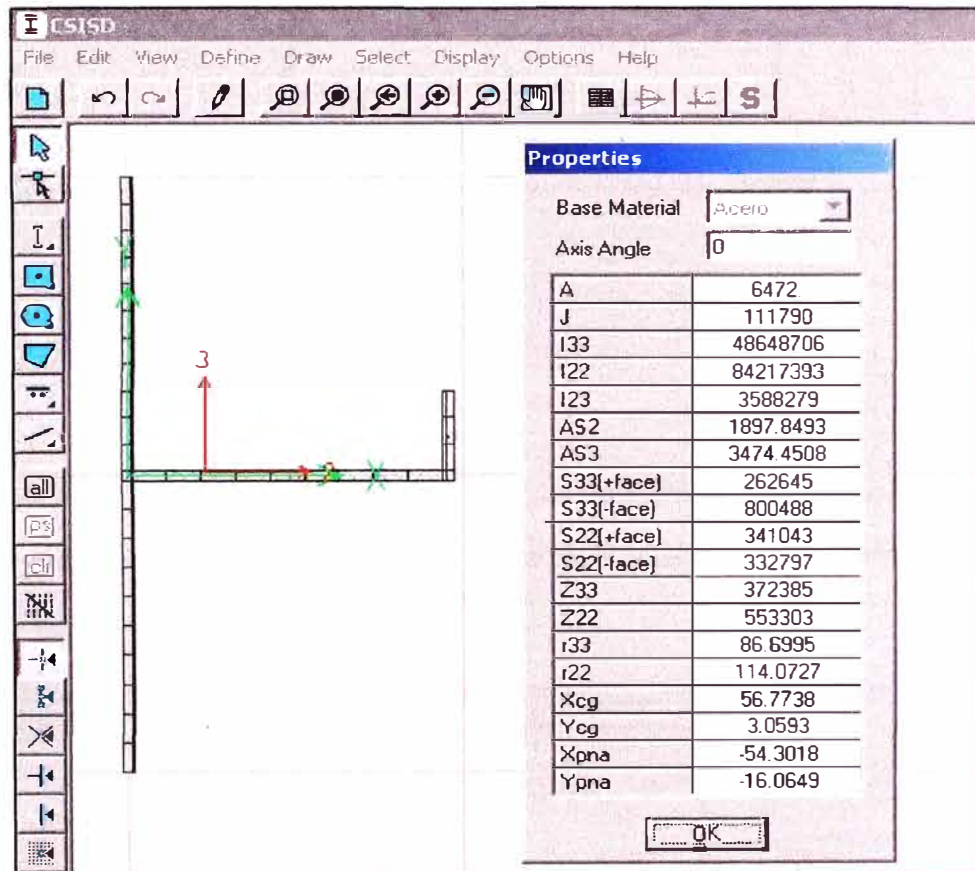 CSISD
File Edit View Define Draw Select Display Options Help
S
Properties
Base Material Acero
Axis Angle 0
A 6472
J 111790
I33 48648706
I22 84217393
I23 3588279
AS2 1897.8493
AS3 3474.4508
S33(+face) 262645
S33(-face) 800488
S22(+face) 341043
S22(-face) 332797
Z33 372385
Z22 553303
r33 86.6995
r22 114.0727
Xcg 56.7738
Ycg 3.0593
Xpna -54.3018
Ypna -16.0649
OK
3
X
all
ps
clr